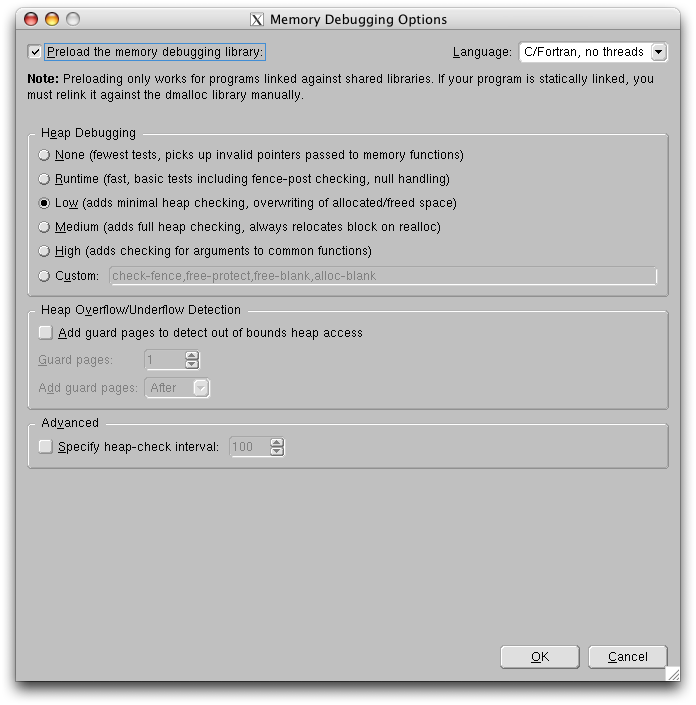 Memory Debugging Options
Preload the memory debugging library: Language: C/Fortran, no threads
Note: Preloading only works for programs linked against shared libraries. If your program is statically linked, you
must relink it against the dmalloc library manually.
Heap Debugging
None (fewest tests, picks up invalid pointers passed to memory functions)
Runtime (fast, basic tests including fence-post checking, null handling)
Low (adds minimal heap checking, overwriting of allocated/freed space)
Medium (adds full heap checking, always relocates block on realloc)
High (adds checking for arguments to common functions)
Custom: check-fence,free-protect,free-blank,alloc-blank
Heap Overflow/Underflow Detection
Add guard pages to detect out of bounds heap access
Guard pages: 1
Add guard pages: After
Advanced
Specify heap-check interval: 100
OK Cancel